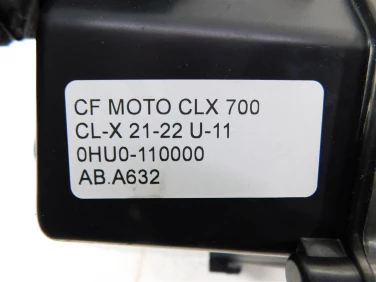 CF MOTO CLX 700
CL-X 21-22 U-11
0HU0-110000
AB.A632